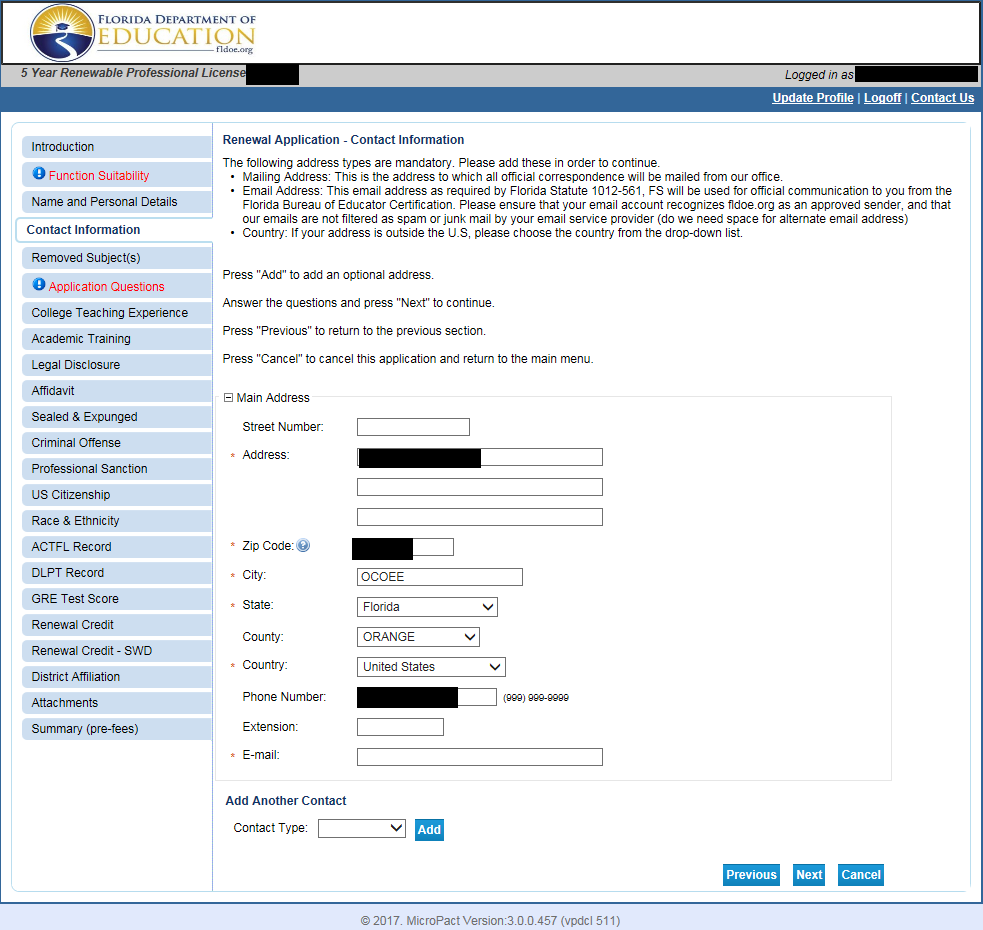 FLORIDA DEPARTMENT OF
EDUCATION
fldoe.org
5 Year Renewable Professional License
Logged in as
Update Profile | Logoff | Contact Us
Introduction
Function Suitability
Name and Personal Details
Contact Information
Removed Subject(s)
Application Questions
College Teaching Experience
Academic Training
Legal Disclosure
Affidavit
Sealed & Expunged
Criminal Offense
Professional Sanction
US Citizenship
Race & Ethnicity
ACTFL Record
DLPT Record
GRE Test Score
Renewal Credit
Renewal Credit - SWD
District Affiliation
Attachments
Summary (pre-fees)
Renewal Application - Contact Information
The following address types are mandatory. Please add these in order to continue.
• Mailing Address: This is the address to which all official correspondence will be mailed from our office.
• Email Address: This email address as required by Florida Statute 1012-561, FS will be used for official communication to you from the
Florida Bureau of Educator Certification. Please ensure that your email account recognizes fldoe.org as an approved sender, and that
our emails are not filtered as spam or junk mail by your email service provider (do we need space for alternate email address)
• Country: If your address is outside the U.S, please choose the country from the drop-down list.
Press "Add" to add an optional address.
Answer the questions and press "Next" to continue.
Press "Previous" to return to the previous section.
Press "Cancel" to cancel this application and return to the main menu.
Main Address
Street Number:
* Address:
* Zip Code:
* City: OCOEE
* State: Florida
County: ORANGE
* Country: United States
Phone Number: (999) 999-9999
Extension:
* E-mail:
Add Another Contact
Contact Type: Add
Previous Next Cancel
© 2017. MicroPact Version:3.0.0.457 (vpdcl 511)